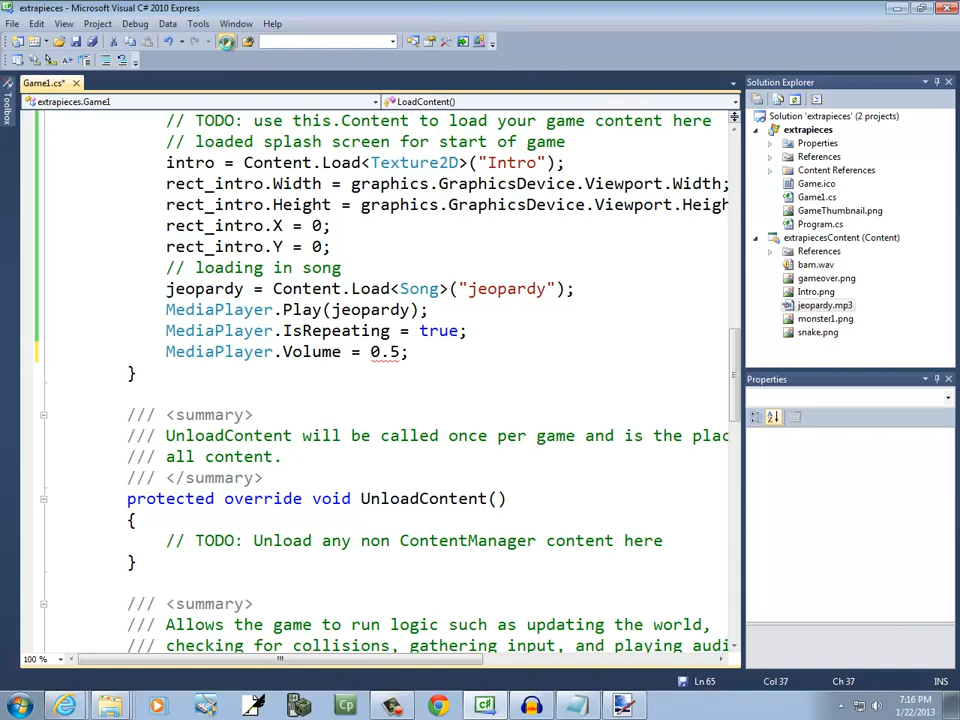 extrapieces - Microsoft Visual C# 2010 Express
File Edit View Project Debug Data Tools Window Help
Game1.cs*
Toolbox
extrapieces.Game1
LoadContent()
// TODO: use this.Content to load your game content here
// loaded splash screen for start of game
intro = Content.Load<Texture2D>("Intro");
rect_intro.Width = graphics.GraphicsDevice.Viewport.Width;
rect_intro.Height = graphics.GraphicsDevice.Viewport.Heigh
rect_intro.X = 0;
rect_intro.Y = 0;
// loading in song
jeopardy = Content.Load<Song>("jeopardy");
MediaPlayer.Play(jeopardy);
MediaPlayer.IsRepeating = true;
MediaPlayer.Volume = 0.5;
}
/// <summary>
/// UnloadContent will be called once per game and is the plac
/// all content.
/// </summary>
protected override void UnloadContent()
{
// TODO: Unload any non ContentManager content here
}
/// <summary>
/// Allows the game to run logic such as updating the world,
/// checking for collisions, gathering input, and playing audi
100 %
Solution Explorer
Solution 'extrapieces' (2 projects)
extrapieces
Properties
References
Content References
Game.ico
Game1.cs
GameThumbnail.png
Program.cs
extrapiecesContent (Content)
References
bam.wav
gameover.png
Intro.png
jeopardy.mp3
monster1.png
snake.png
Properties
Ln 65 Col 37 Ch 37 INS
Cp
7:16 PM
1/22/2013